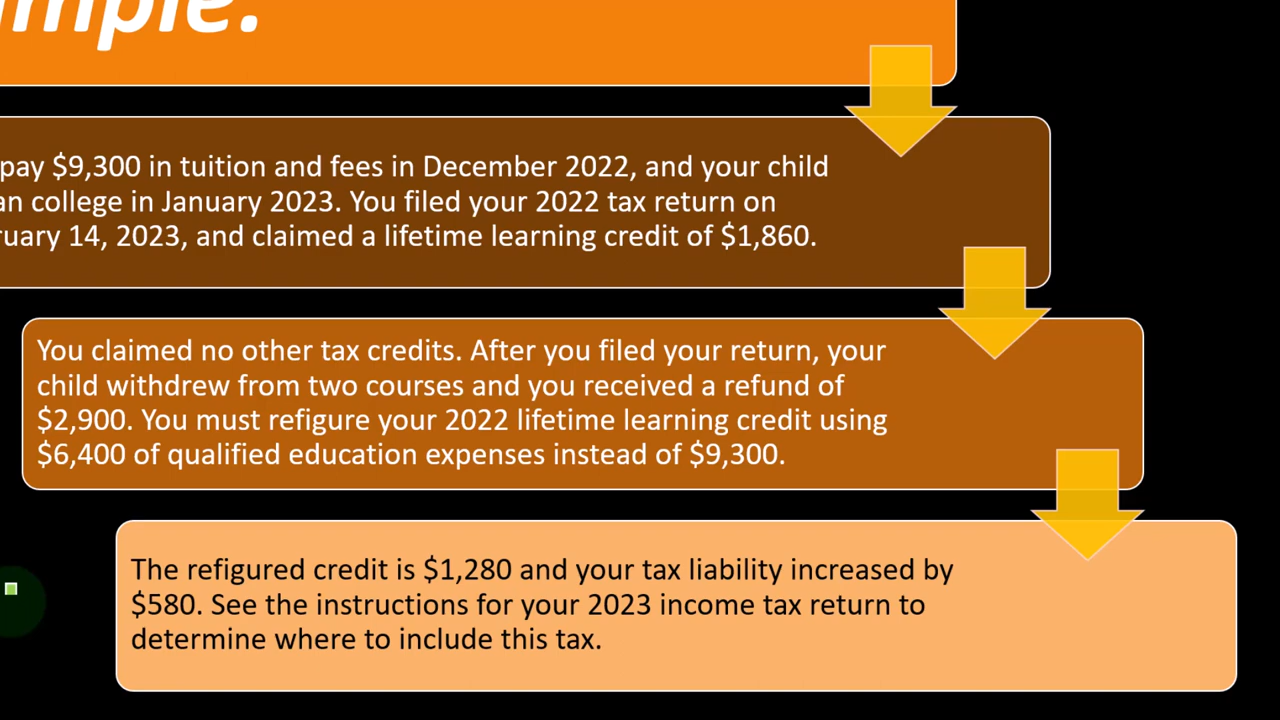 mple.
pay $9,300 in tuition and fees in December 2022, and your child
an college in January 2023. You filed your 2022 tax return on
ruary 14, 2023, and claimed a lifetime learning credit of $1,860.
You claimed no other tax credits. After you filed your return, your
child withdrew from two courses and you received a refund of
$2,900. You must refigure your 2022 lifetime learning credit using
$6,400 of qualified education expenses instead of $9,300.
The refigured credit is $1,280 and your tax liability increased by
$580. See the instructions for your 2023 income tax return to
determine where to include this tax.